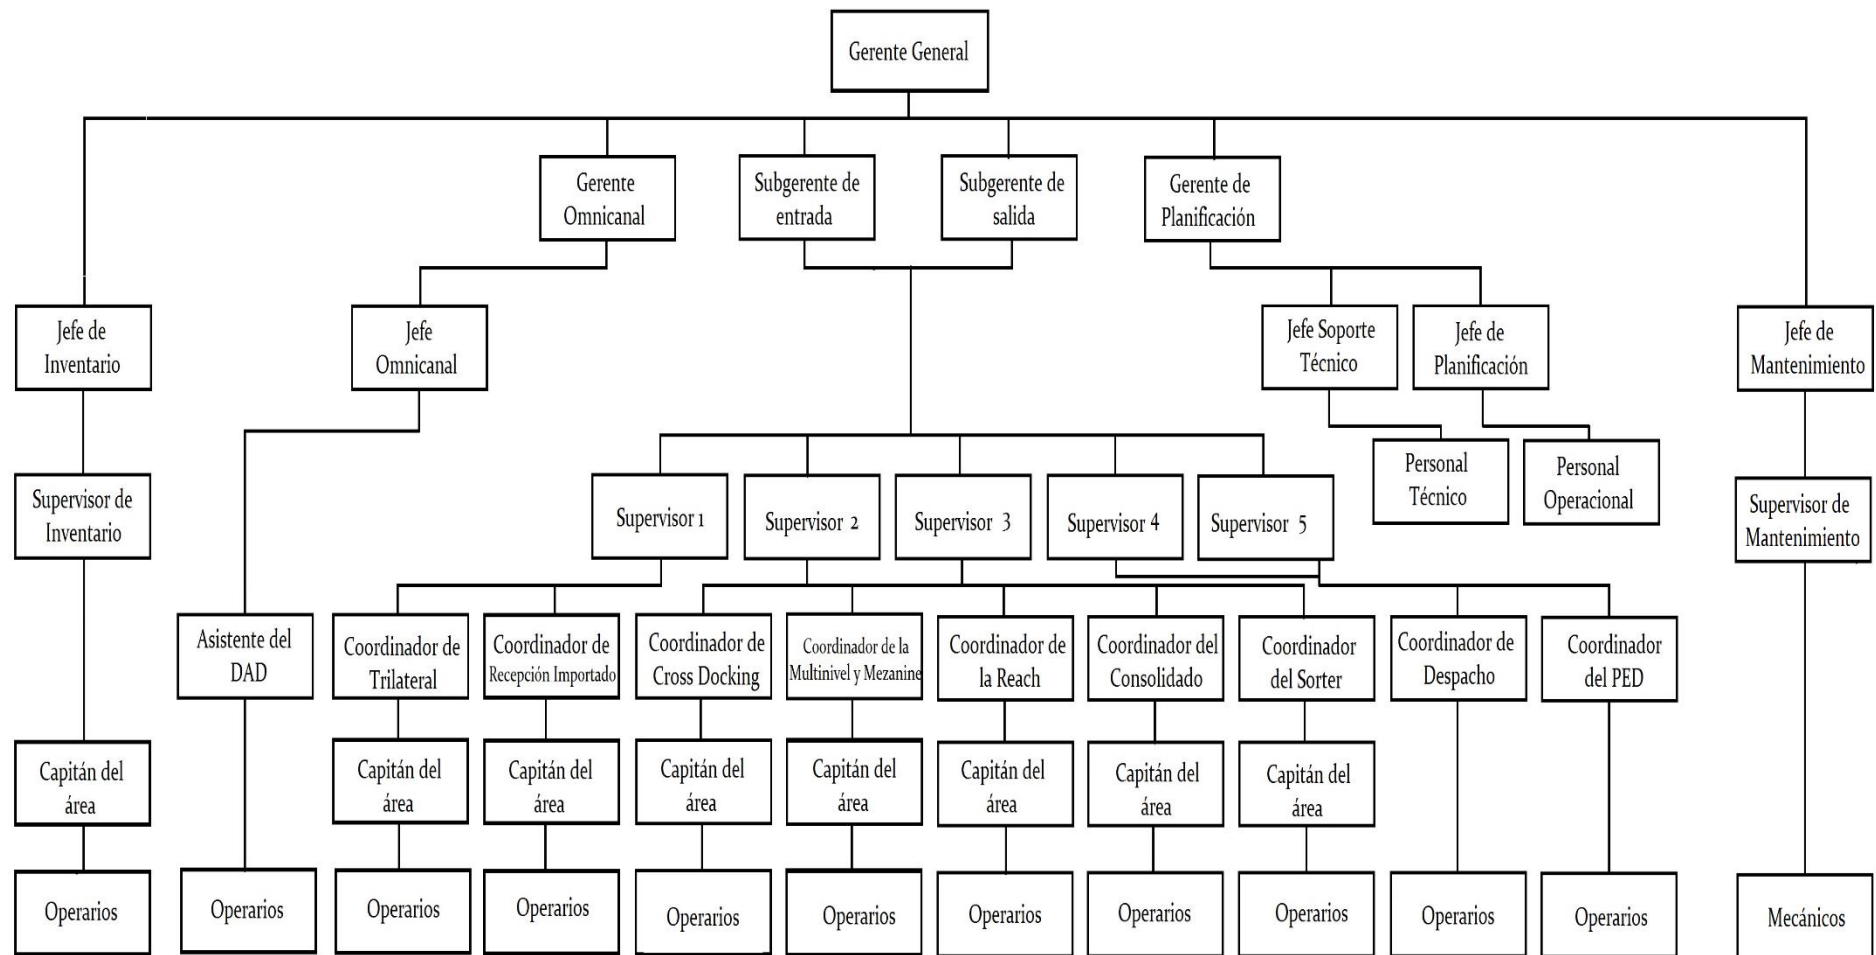 Gerente General
Gerente
Omnicanal
Subgerente de
entrada
Subgerente de
salida
Gerente de
Planificación
Jefe de
Inventario
Jefe
Omnicanal
Jefe Soporte
Técnico
Jefe de
Planificación
Jefe de
Mantenimiento
Personal
Técnico
Personal
Operacional
Supervisor de
Inventario
Supervisor 1
Supervisor 2
Supervisor 3
Supervisor 4
Supervisor 5
Supervisor de
Mantenimiento
Asistente del
DAD
Coordinador de
Trilateral
Coordinador de
Recepción Importado
Coordinador de
Cross Docking
Coordinador de la
Multinivel y Mezanine
Coordinador de
la Reach
Coordinador del
Consolidado
Coordinador
del Sorter
Coordinador de
Despacho
Coordinador
del PED
Capitán del
área
Capitán del
área
Capitán del
área
Capitán del
área
Capitán del
área
Capitán del
área
Capitán del
área
Capitán del
área
Operarios
Operarios
Operarios
Operarios
Operarios
Operarios
Operarios
Operarios
Operarios
Operarios
Operarios
Mecánicos